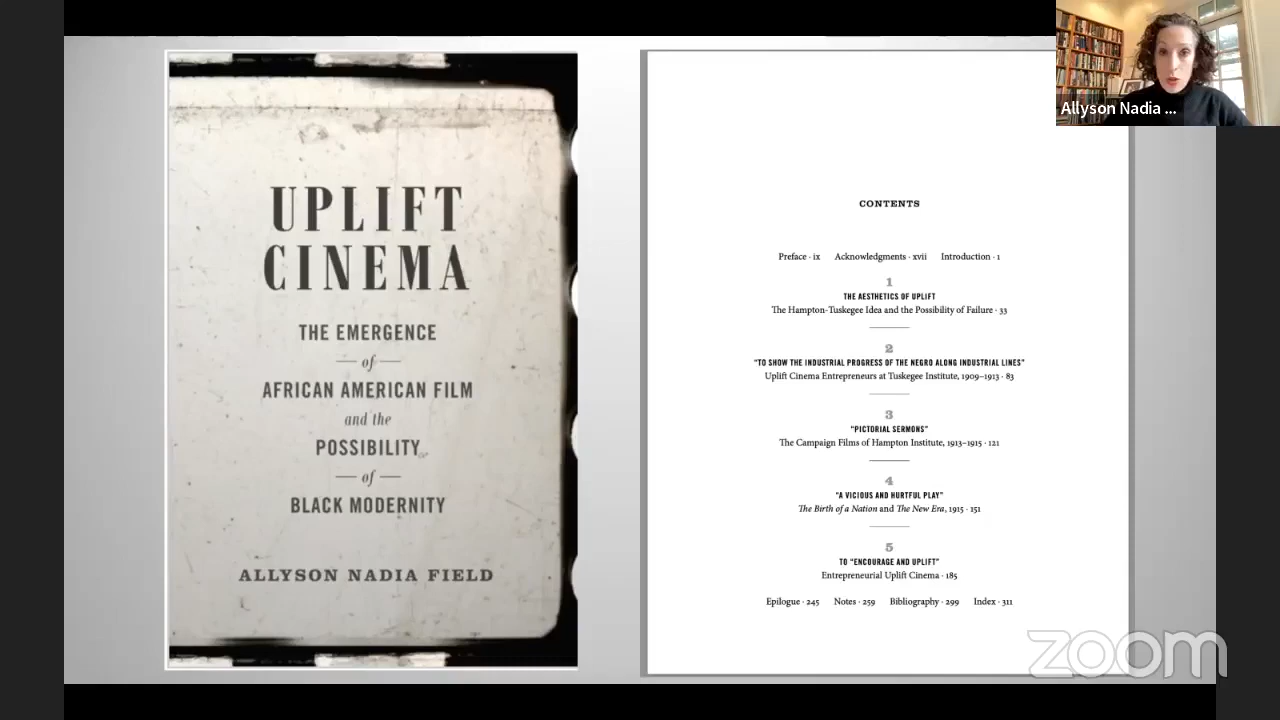 UPLIFT
CINEMA
THE EMERGENCE
of
AFRICAN AMERICAN FILM
and the
POSSIBILITY
of
BLACK MODERNITY
ALLYSON NADIA FIELD
CONTENTS
Preface · ix Acknowledgments · xvii Introduction · 1
1
THE AESTHETICS OF UPLIFT
The Hampton-Tuskegee Idea and the Possibility of Failure · 33
2
"TO SHOW THE INDUSTRIAL PROGRESS OF THE NEGRO ALONG INDUSTRIAL LINES"
Uplift Cinema Entrepreneurs at Tuskegee Institute, 1909–1913 · 83
3
"PICTORIAL SERMONS"
The Campaign Films of Hampton Institute, 1913–1915 · 121
4
"A VICIOUS AND HURTFUL PLAY"
The Birth of a Nation and The New Era, 1915 · 151
5
TO "ENCOURAGE AND UPLIFT"
Entrepreneurial Uplift Cinema · 185
Epilogue · 245 Notes · 259 Bibliography · 299 Index · 311
Allyson Nadia ...
zoom